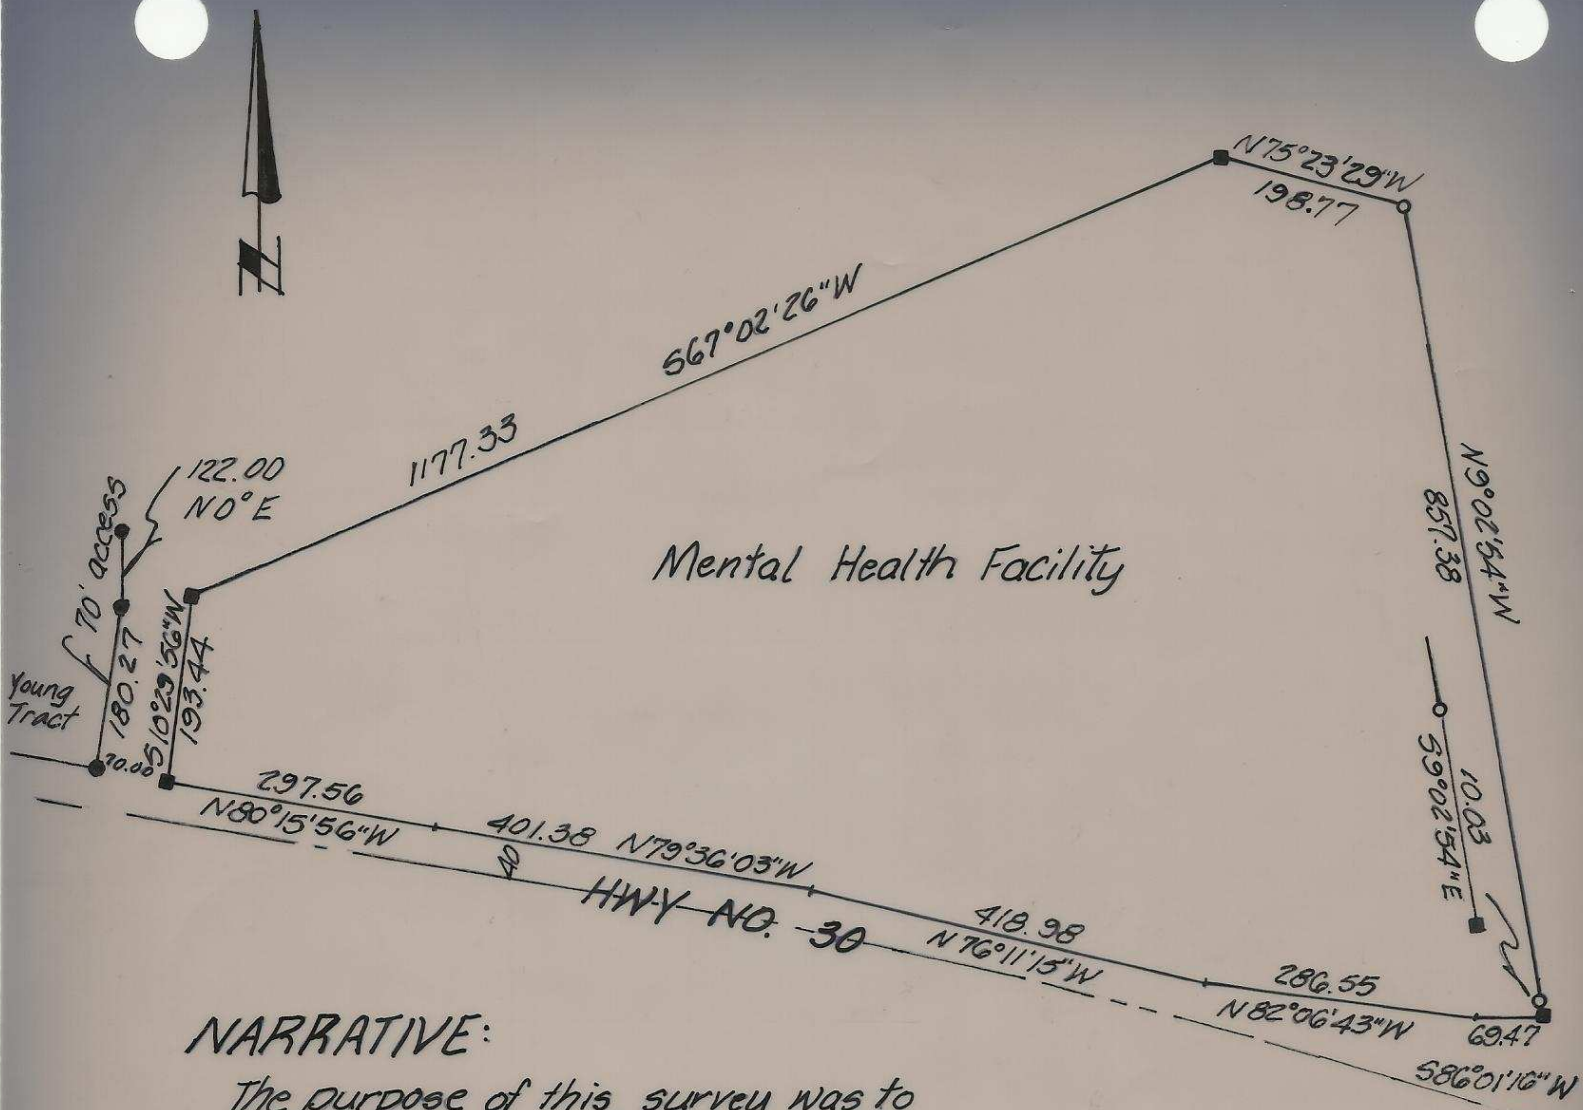 N
N75°23'29"W
198.77
S67°02'26"W
1177.33
122.00
N0°E
70' access
180.27
S10°29'56"W
193.44
Young
Tract
70.00
Mental Health Facility
N9°02'54"W
857.38
10.03
S9°02'54"E
297.56
N80°15'56"W
401.38 N79°36'03"W
40
HWY NO. 30
418.98
N76°11'15"W
286.55
N82°06'43"W
69.47
S86°01'16"W
NARRATIVE:
The purpose of this survey was to